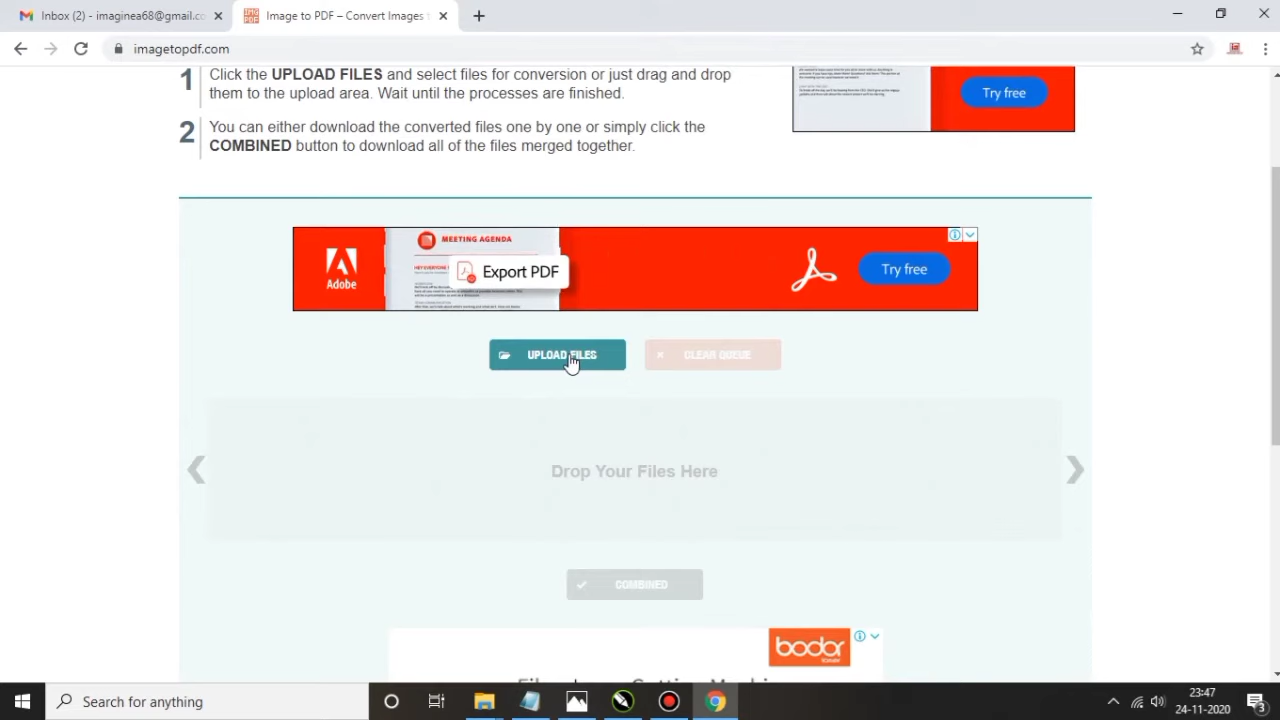 Inbox (2) - imaginea68@gmail.co
Image to PDF – Convert Images t
imagetopdf.com
Click the UPLOAD FILES and select files for conversion or just drag and drop
them to the upload area. Wait until the processes are finished.
Try free
2
You can either download the converted files one by one or simply click the
COMBINED button to download all of the files merged together.
MEETING AGENDA
Adobe
Export PDF
Try free
UPLOAD FILES
CLEAR QUEUE
Drop Your Files Here
COMBINED
bodor
Search for anything
23:47
24-11-2020
3